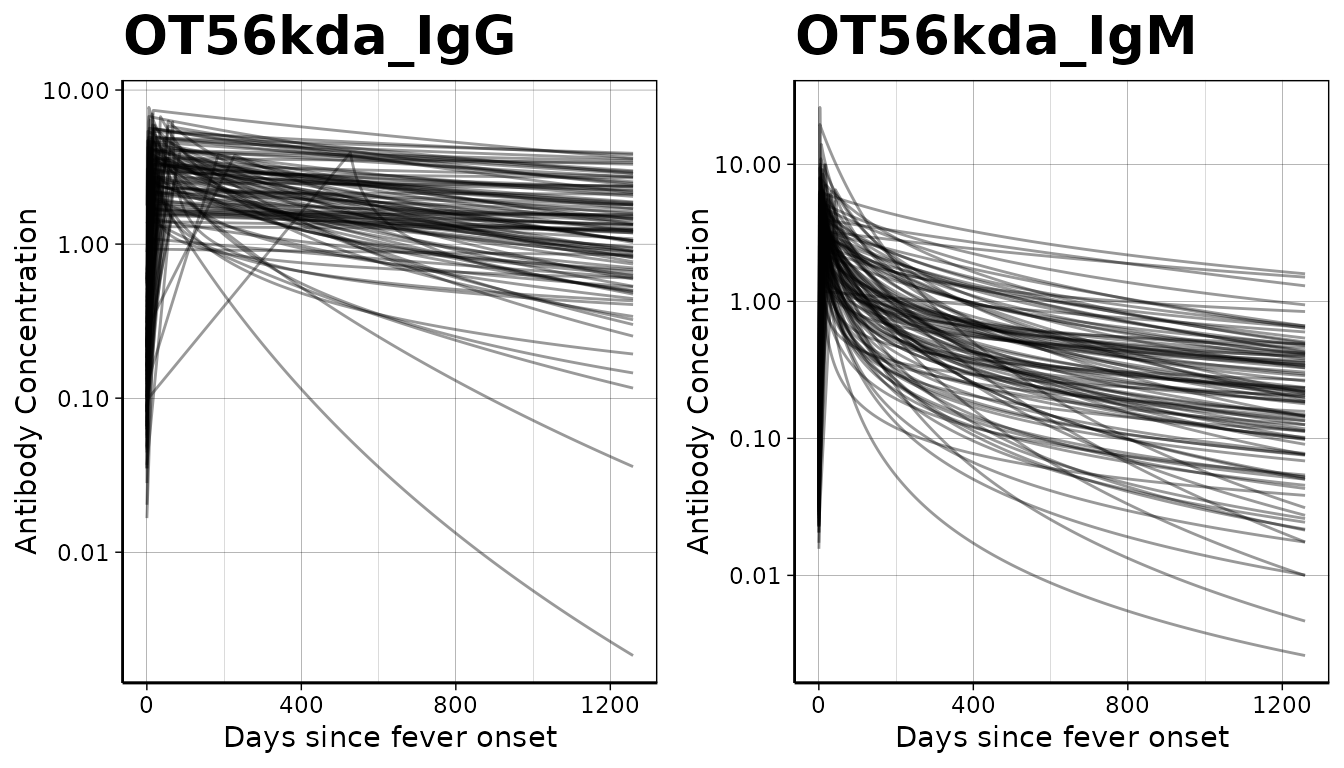 OT56kda_IgG
Antibody Concentration
10.00
1.00
0.10
0.01
0
400
800
1200
Days since fever onset
OT56kda_IgM
Antibody Concentration
10.00
1.00
0.10
0.01
0
400
800
1200
Days since fever onset